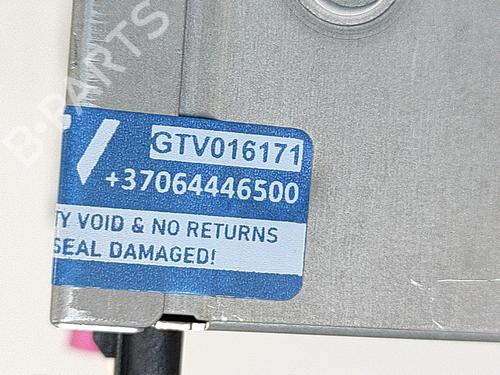 B-PARTS
GTV016171
+37064446500
TY VOID & NO RETURNS
SEAL DAMAGED!